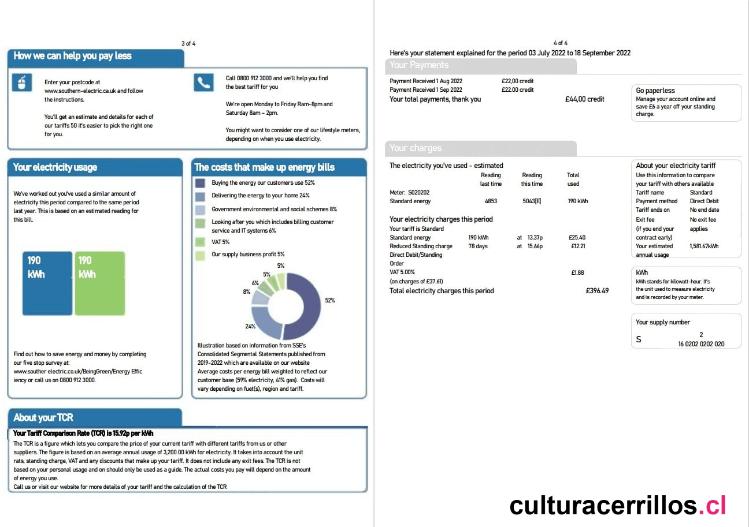 3 of 4
How we can help you pay less
Enter your postcode at
www.southern-electric.co.uk and follow
the instructions.
You'll get an estimate and details for each of
our tariffs 50 it's easier to pick the right one
for you.
Call 0800 912 3000 and we'll help you find
the best tariff for you
We're open Monday to Friday 8am-8pm and
Saturday 8am – 2pm.
You might want to consider one of our lifestyle meters,
depending on when you use electricity.
Your electricity usage
We've worked out you've used a similar amount of
electricity this period compared to the same period
last year. This is based on an estimated reading for
this bill.
190 kWh
190 kWh
Find out how to save energy and money by completing
our five stop survey at:
www.souther electric.co.uk/BeingGreen/Energy Effic
iency or call us on 0800 912 3000.
The costs that make up energy bills
Buying the energy our customers use 52%
Delivering the energy to your home 24%
Government environmental and social schemes 8%
Looking after you which includes billing customer
service and IT systems 6%
VAT 5%
Our supply business profit 5%
5%
5%
6%
8%
24%
52%
Illustration based on information from SSE's
Consolidated Segmental Statements published from
2019-2022 which are available on our website
Average costs per energy bill weighted to reflect our
customer base (59% electricity, 41% gas). Costs will
vary depending on fuel(s), region and tariff.
About your TCR
Your Tariff Comparison Rate (TCR) is 15.92p per kWh
The TCR is a figure which lets you compare the price of your current tariff with different tariffs from us or other
suppliers. The figure is based on an average annual usage of 3,200.00 kWh for electricity. It takes into account the unit
rate, standing charge, VAT and any discounts that make up your tariff. It does not include any exit fees. The TCR is not
based on your personal usage and on should only be used as a guide. The actual costs you pay will depend on the amount
of energy you use.
Call us or visit our website for more details of your tariff and the calculation of the TCR
4 of 4
Here's your statement explained for the period 03 July 2022 to 18 September 2022
Your Payments
Payment Received 1 Aug 2022 £22.00 credit
Payment Received 1 Sep 2022 £22.00 credit
Your total payments, thank you £44,00 credit
Go paperless
Manage your account online and
save £6 a year off your standing
charge.
Your charges
The electricity you've used - estimated
Reading last time Reading this time Total used
Meter: S020202
Standard energy 4853 5043[E] 190 kWh
Your electricity charges this period
Your tariff is Standard
Standard energy 190 kWh at 13.37p £25.40
Reduced Standing charge 78 days at 15.66p £12.21
Direct Debit/Standing
Order
VAT 5.00% £1.88
(on charges of £37.61)
Total electricity charges this period £396.49
About your electricity tariff
Use this information to compare
your tariff with others available
Tariff name Standard
Payment method Direct Debit
Tariff ends on No end date
Exit fee No exit fee
(if you end your applies
contract early)
Your estimated 1,581.67kWh
annual usage
kWh
kWh stands for kilowatt-hour. It's
the unit used to measure electricity
and is recorded by your meter.
Your supply number
S
2
16 0202 0202 020
culturacerrillos.cl